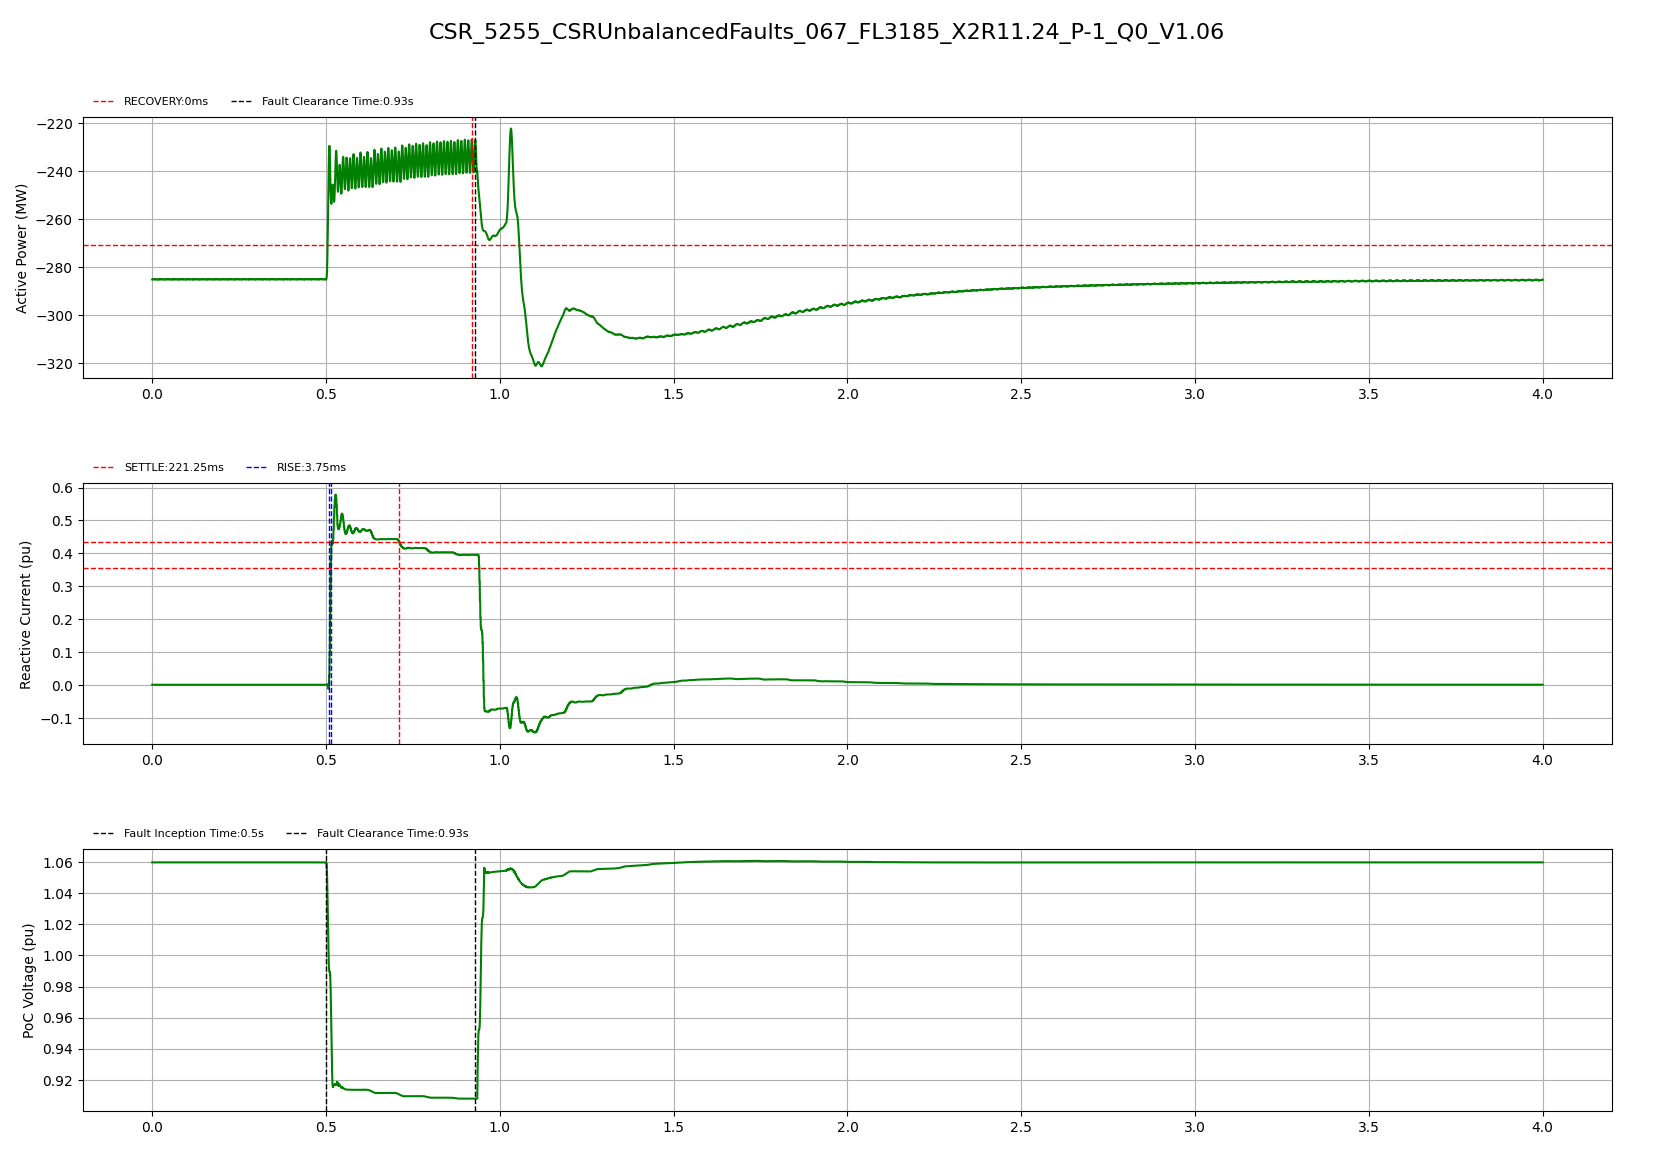 CSR_5255_CSRUnbalancedFaults_067_FL3185_X2R11.24_P-1_Q0_V1.06
RECOVERY:0ms Fault Clearance Time:0.93s
Active Power (MW)
−220
−240
−260
−280
−300
−320
0.0 0.5 1.0 1.5 2.0 2.5 3.0 3.5 4.0
SETTLE:221.25ms RISE:3.75ms
Reactive Current (pu)
0.6
0.5
0.4
0.3
0.2
0.1
0.0
−0.1
0.0 0.5 1.0 1.5 2.0 2.5 3.0 3.5 4.0
Fault Inception Time:0.5s Fault Clearance Time:0.93s
PoC Voltage (pu)
1.06
1.04
1.02
1.00
0.98
0.96
0.94
0.92
0.0 0.5 1.0 1.5 2.0 2.5 3.0 3.5 4.0